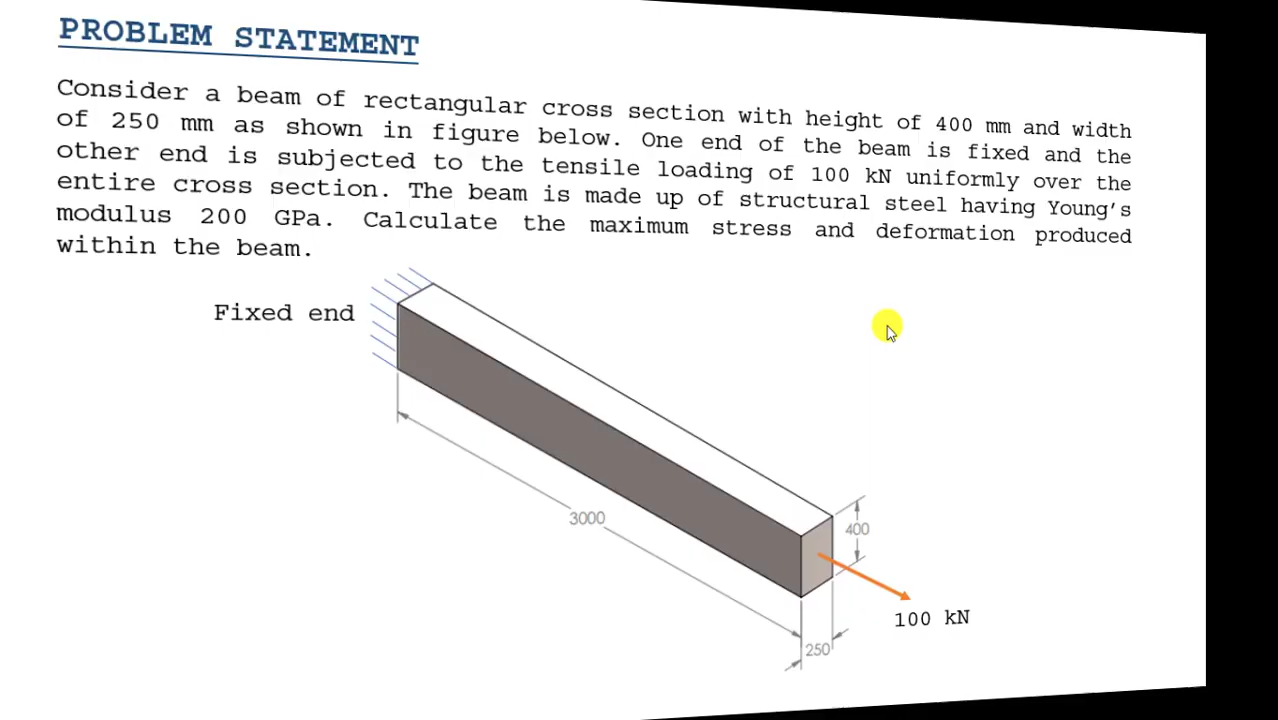 PROBLEM STATEMENT
Consider a beam of rectangular cross section with height of 400 mm and width
of 250 mm as shown in figure below. One end of the beam is fixed and the
other end is subjected to the tensile loading of 100 kN uniformly over the
entire cross section. The beam is made up of structural steel having Young's
modulus 200 GPa. Calculate the maximum stress and deformation produced
within the beam.
Fixed end
3000
400
100 kN
250